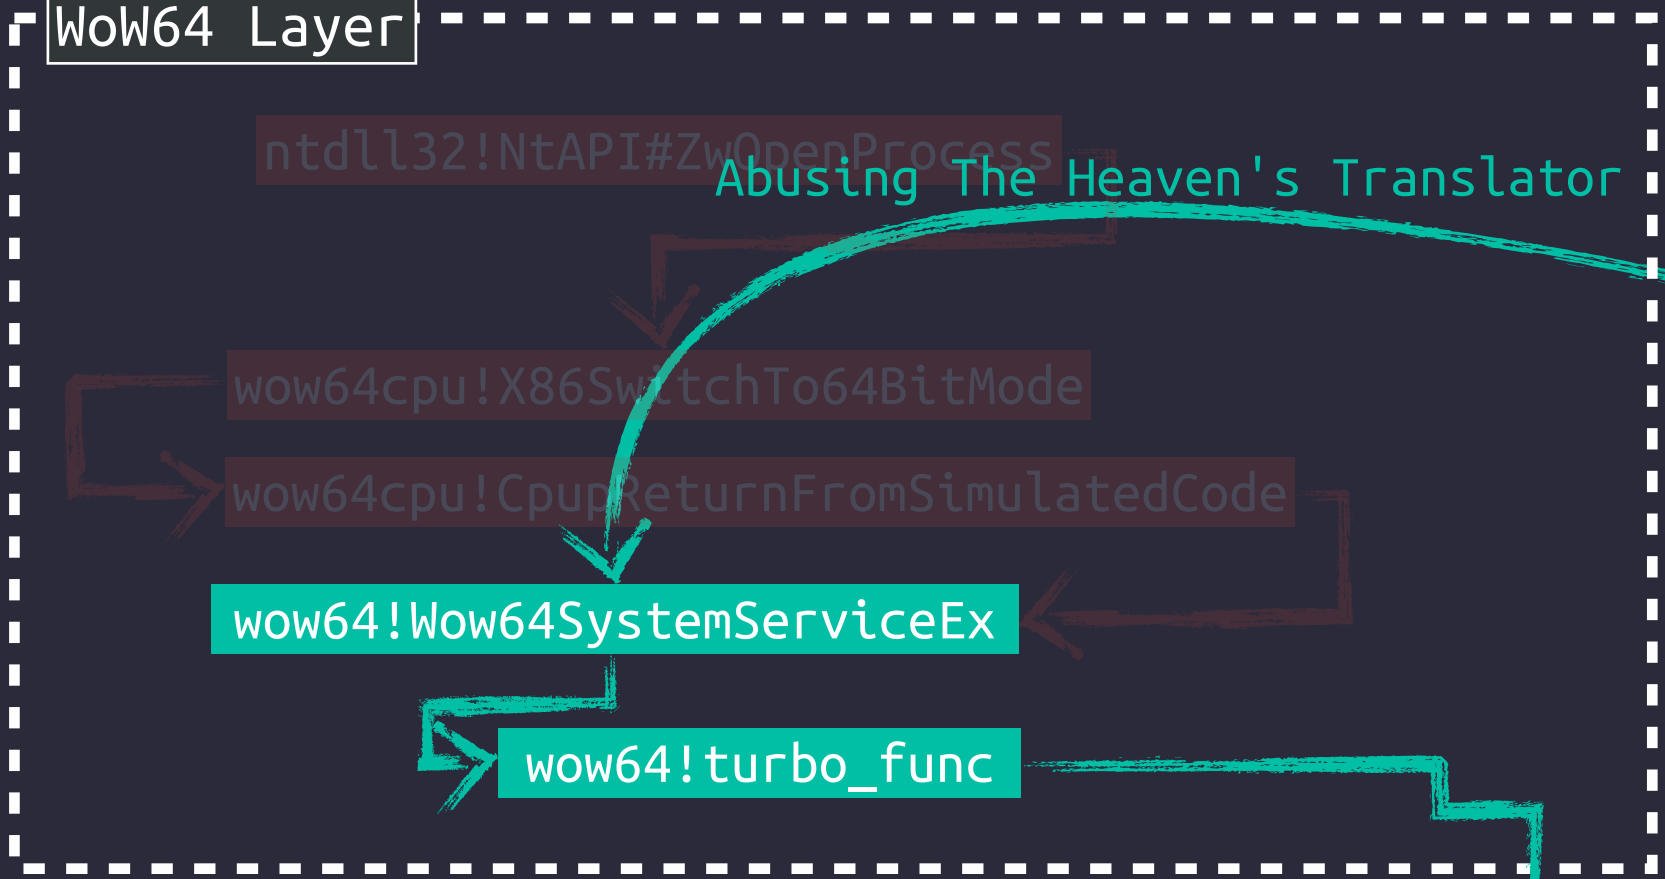 WoW64 Layer
ntdll32!NtAPI#ZwOpenProcess
Abusing The Heaven's Translator
wow64cpu!X86SwitchTo64BitMode
wow64cpu!CpupReturnFromSimulatedCode
wow64!Wow64SystemServiceEx
wow64!turbo_func